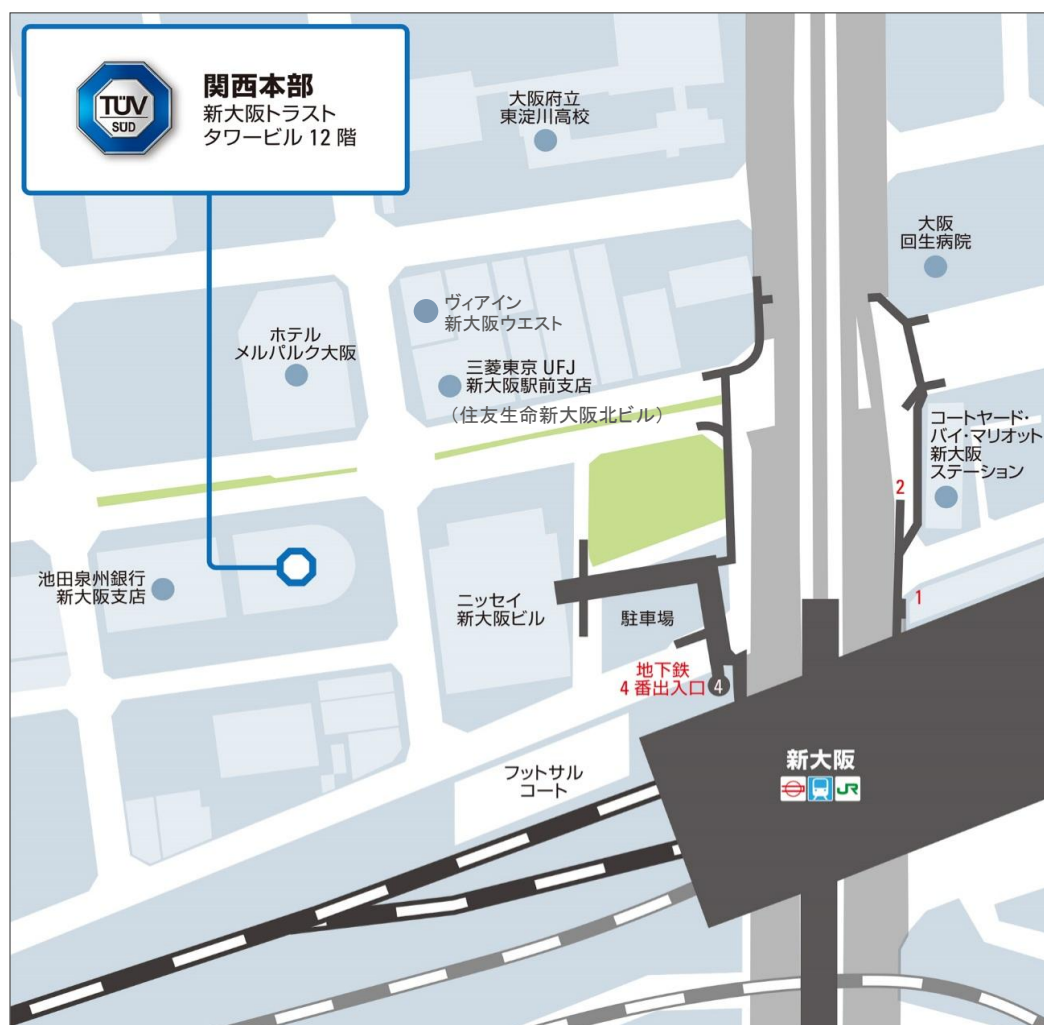 TÜV
SÜD
関西本部
新大阪トラスト
タワービル 12 階
大阪府立
東淀川高校
大阪
回生病院
ヴィアイン
新大阪ウエスト
ホテル
メルパルク大阪
三菱東京 UFJ
新大阪駅前支店
（住友生命新大阪北ビル）
コートヤード・
バイ・マリオット
新大阪
ステーション
2
池田泉州銀行
新大阪支店
ニッセイ
新大阪ビル
駐車場
1
地下鉄
4 番出入口 4
新大阪
JR
フットサル
コート